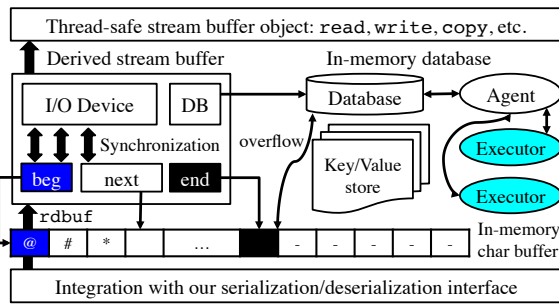 Thread-safe stream buffer object: read, write, copy, etc.
Derived stream buffer
In-memory database
I/O Device
DB
Database
Agent
Synchronization
overflow
Executor
Key/Value
store
beg
next
end
Executor
rdbuf
In-memory
char buffer
@ # * ... - - - - -
Integration with our serialization/deserialization interface